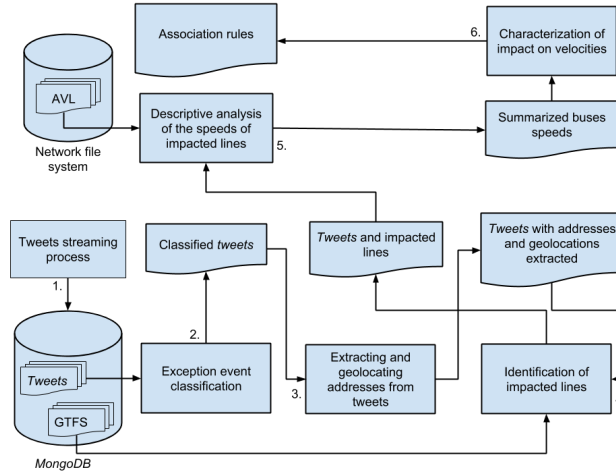 Association rules
6.
Characterization of
impact on velocities
AVL
Network file
system
Descriptive analysis
of the speeds of
impacted lines
5.
Summarized buses
speeds
Tweets streaming
process
1.
Classified tweets
Tweets and impacted
lines
Tweets with addresses
and geolocations
extracted
Tweets
GTFS
MongoDB
2.
Exception event
classification
3.
Extracting and
geolocating
addresses from
tweets
Identification of
impacted lines